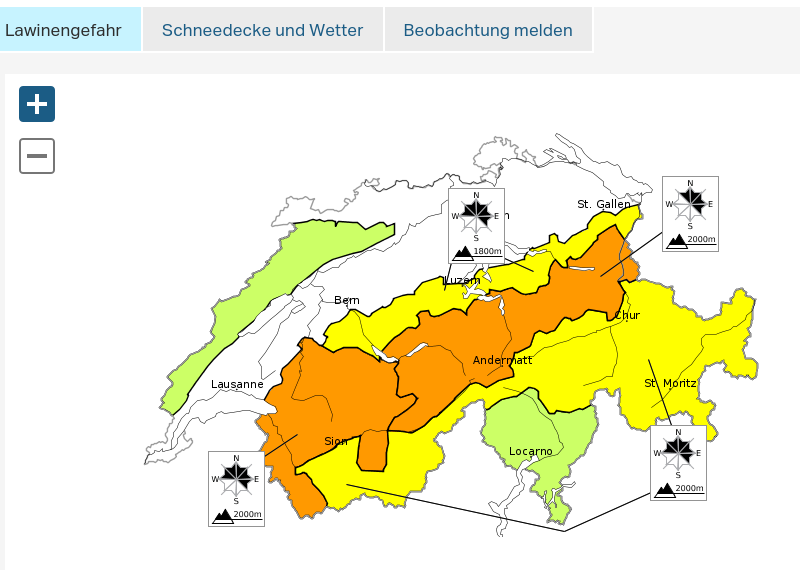 Lawinengefahr
Schneedecke und Wetter
Beobachtung melden
N
W E
S
2000m
St. Gallen
N
W E
S
1800m
n
Luzern
Bern
Chur
Andermatt
St. Moritz
Lausanne
Sion
Locarno
N
W E
S
2000m
N
W E
S
2000m